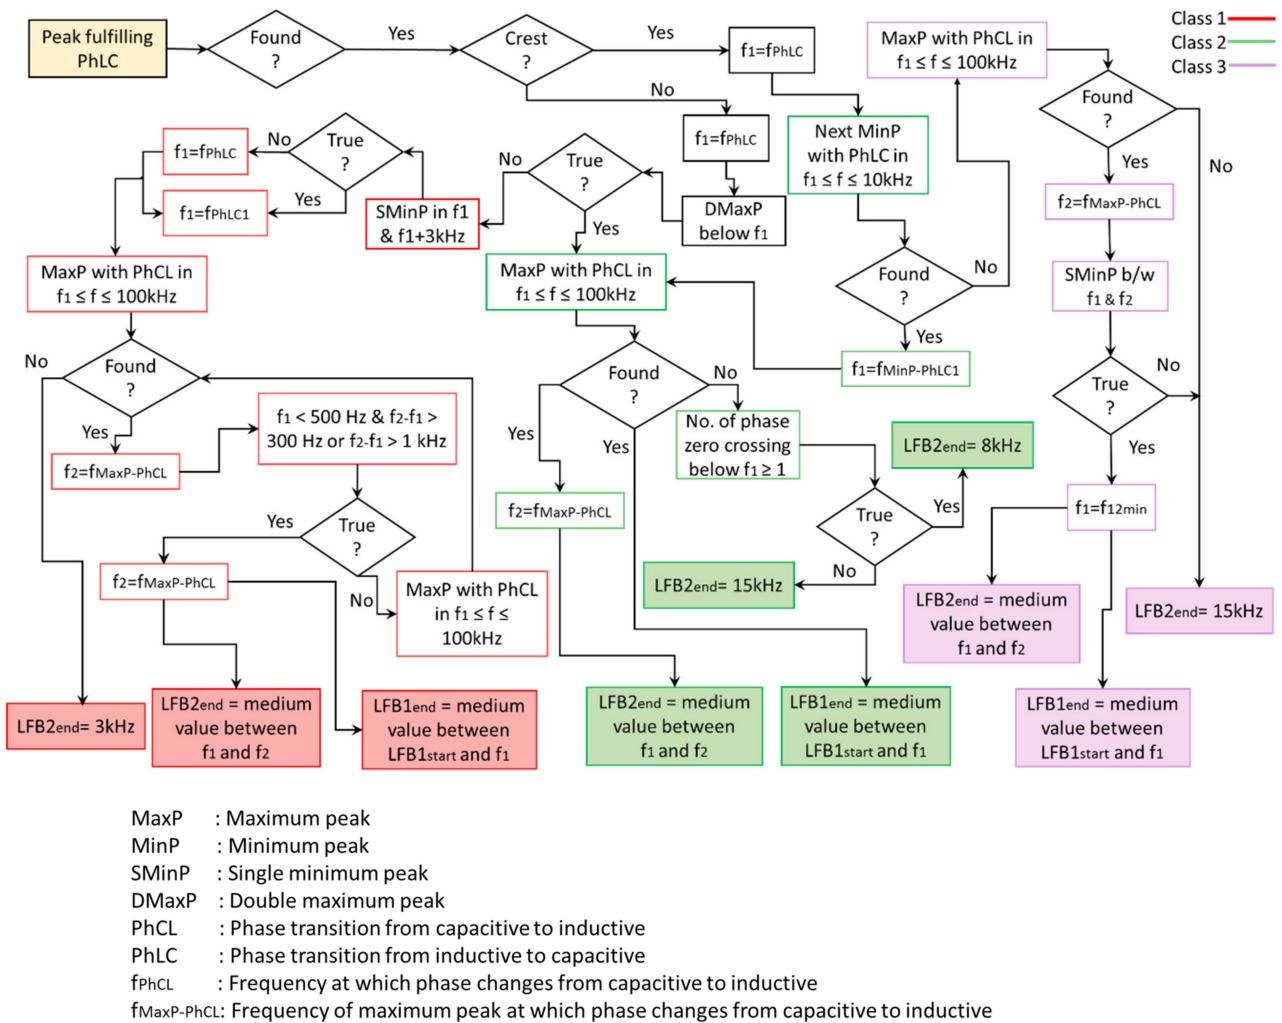 Peak fulfilling
PhLC
Found
?
Yes
Crest
?
Yes
f1=fPhLC
MaxP with PhCL in
f1 ≤ f ≤ 100kHz
Class 1
Class 2
Class 3
No
f1=fPhLC
Next MinP
with PhLC in
f1 ≤ f ≤ 10kHz
Found
?
No
Yes
f1=fPhLC
No
True
?
Yes
f1=fPhLC1
SMinP in f1
& f1+3kHz
No
True
?
Yes
DMaxP
below f1
f2=fMaxP-PhCL
MaxP with PhCL in
f1 ≤ f ≤ 100kHz
MaxP with PhCL in
f1 ≤ f ≤ 100kHz
Found
?
No
Yes
f1=fMinP-PhLC1
SMinP b/w
f1 & f2
No
Found
?
Yes
f1 < 500 Hz & f2-f1 >
300 Hz or f2-f1 > 1 kHz
f2=fMaxP-PhCL
Found
?
No
Yes
No. of phase
zero crossing
below f1 ≥ 1
LFB2end= 8kHz
True
?
No
Yes
Yes
True
?
No
f2=fMaxP-PhCL
f2=fMaxP-PhCL
True
?
Yes
No
f1=f12min
MaxP with PhCL
in f1 ≤ f ≤
100kHz
LFB2end= 15kHz
LFB2end = medium
value between
f1 and f2
LFB2end= 15kHz
LFB2end= 3kHz
LFB2end = medium
value between
f1 and f2
LFB1end = medium
value between
LFB1start and f1
LFB2end = medium
value between
f1 and f2
LFB1end = medium
value between
LFB1start and f1
LFB1end = medium
value between
LFB1start and f1
MaxP : Maximum peak
MinP : Minimum peak
SMinP : Single minimum peak
DMaxP : Double maximum peak
PhCL : Phase transition from capacitive to inductive
PhLC : Phase transition from inductive to capacitive
fPhCL : Frequency at which phase changes from capacitive to inductive
fMaxP-PhCL: Frequency of maximum peak at which phase changes from capacitive to inductive